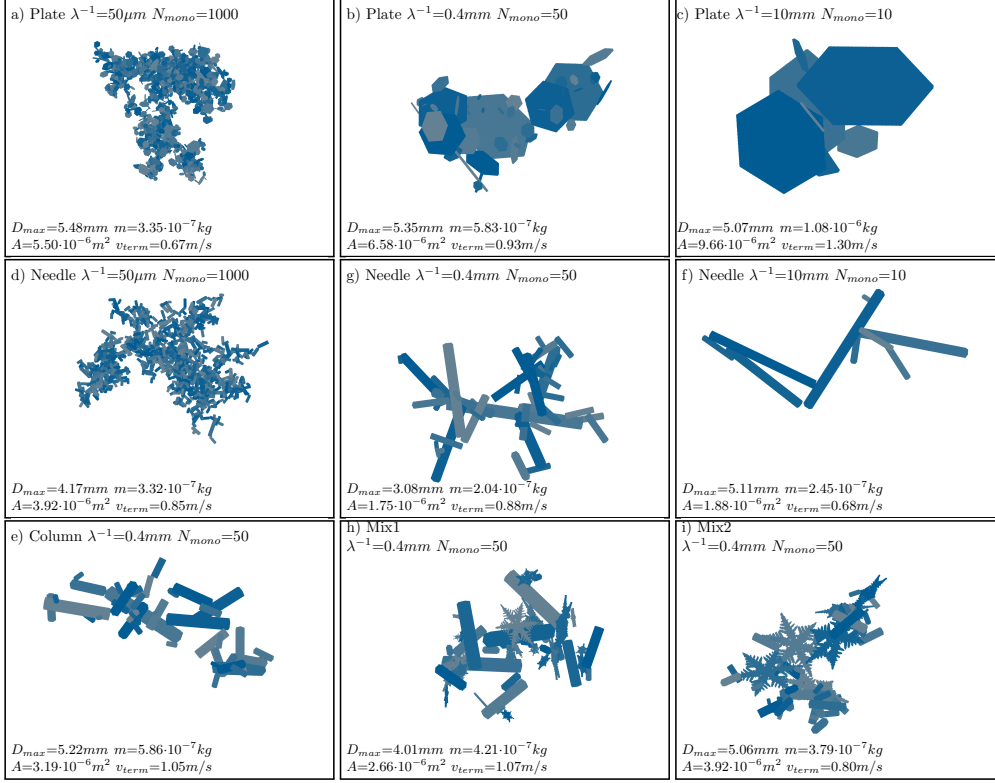 a) Plate λ⁻¹=50μm N_mono=1000
D_max=5.48mm m=3.35·10⁻⁷kg
A=5.50·10⁻⁶m² v_term=0.67m/s
b) Plate λ⁻¹=0.4mm N_mono=50
D_max=5.35mm m=5.83·10⁻⁷kg
A=6.58·10⁻⁶m² v_term=0.93m/s
c) Plate λ⁻¹=10mm N_mono=10
D_max=5.07mm m=1.08·10⁻⁶kg
A=9.66·10⁻⁶m² v_term=1.30m/s
d) Needle λ⁻¹=50μm N_mono=1000
D_max=4.17mm m=3.32·10⁻⁷kg
A=3.92·10⁻⁶m² v_term=0.85m/s
g) Needle λ⁻¹=0.4mm N_mono=50
D_max=3.08mm m=2.04·10⁻⁷kg
A=1.75·10⁻⁶m² v_term=0.88m/s
f) Needle λ⁻¹=10mm N_mono=10
D_max=5.11mm m=2.45·10⁻⁷kg
A=1.88·10⁻⁶m² v_term=0.68m/s
e) Column λ⁻¹=0.4mm N_mono=50
D_max=5.22mm m=5.86·10⁻⁷kg
A=3.19·10⁻⁶m² v_term=1.05m/s
h) Mix1
λ⁻¹=0.4mm N_mono=50
D_max=4.01mm m=4.21·10⁻⁷kg
A=2.66·10⁻⁶m² v_term=1.07m/s
i) Mix2
λ⁻¹=0.4mm N_mono=50
D_max=5.06mm m=3.79·10⁻⁷kg
A=3.92·10⁻⁶m² v_term=0.80m/s